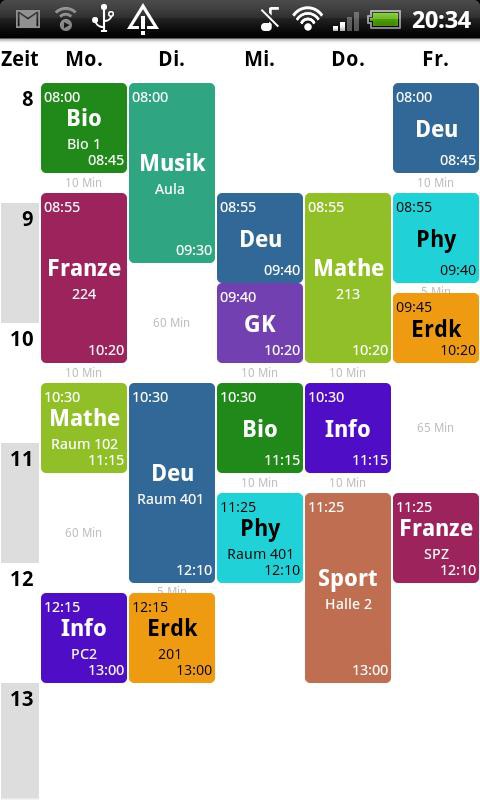 20:34
Zeit Mo. Di. Mi. Do. Fr.
8
9
10
11
12
13
08:00
Bio
Bio 1
08:45
10 Min
08:55
Franze
224
10:20
10 Min
10:30
Mathe
Raum 102
11:15
60 Min
12:15
Info
PC2
13:00
08:00
Musik
Aula
09:30
60 Min
10:30
Deu
Raum 401
12:10
5 Min
12:15
Erdk
201
13:00
08:55
Deu
09:40
09:40
GK
10:20
10 Min
10:30
Bio
11:15
10 Min
11:25
Phy
Raum 401
12:10
08:55
Mathe
213
10:20
10 Min
10:30
Info
11:15
10 Min
11:25
Sport
Halle 2
13:00
08:00
Deu
08:45
10 Min
08:55
Phy
09:40
5 Min
09:45
Erdk
10:20
65 Min
11:25
Franze
SPZ
12:10